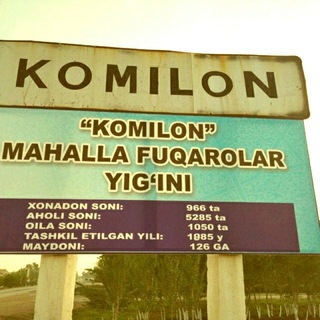 KOMILON
“KOMILON”
MAHALLA FUQAROLAR
YIG‘INI
XONADON SONI: 966 ta
AHOLI SONI: 5285 ta
OILA SONI: 1050 ta
TASHKIL ETILGAN YILI: 1985 y
MAYDONI: 126 GA